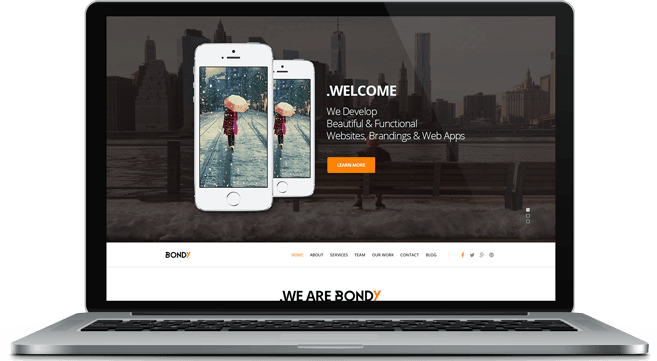 .WELCOME
We Develop
Beautiful & Functional
Websites, Brandings & Web Apps
LEARN MORE
BONDY
HOME ABOUT SERVICES TEAM OUR WORK CONTACT BLOG
.WE ARE BONDY